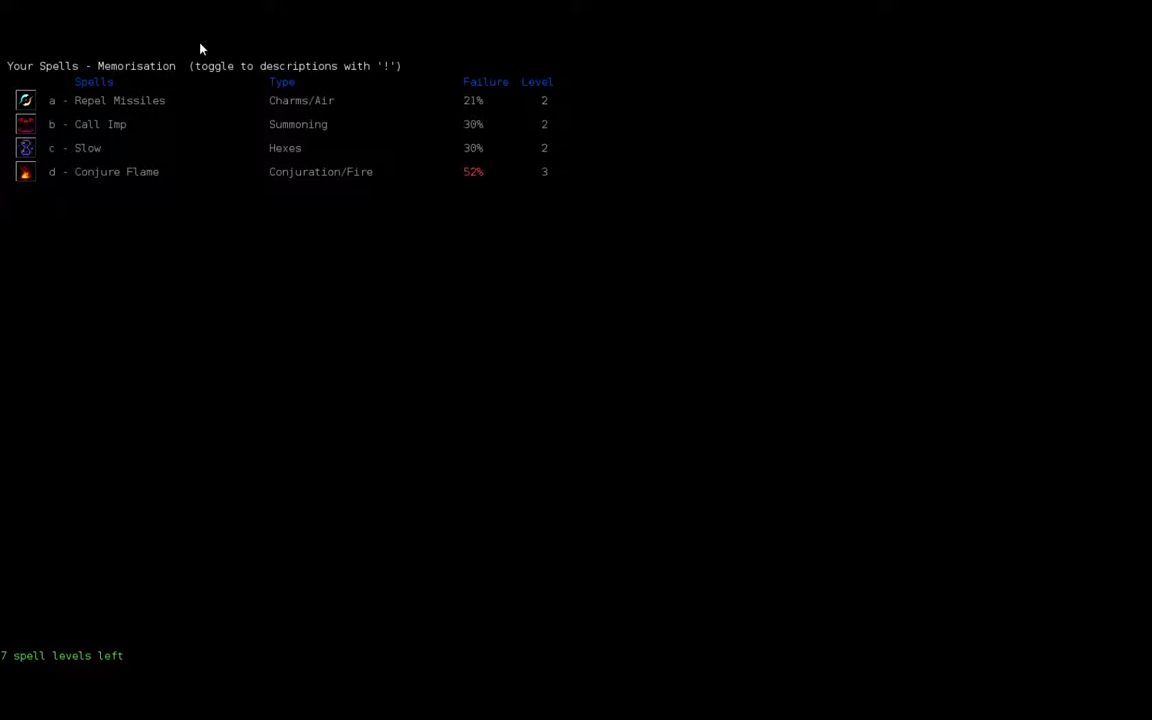 Your Spells - Memorisation  (toggle to descriptions with '!')
Spells Type Failure Level
a - Repel Missiles Charms/Air 21% 2
b - Call Imp Summoning 30% 2
c - Slow Hexes 30% 2
d - Conjure Flame Conjuration/Fire 52% 3
7 spell levels left